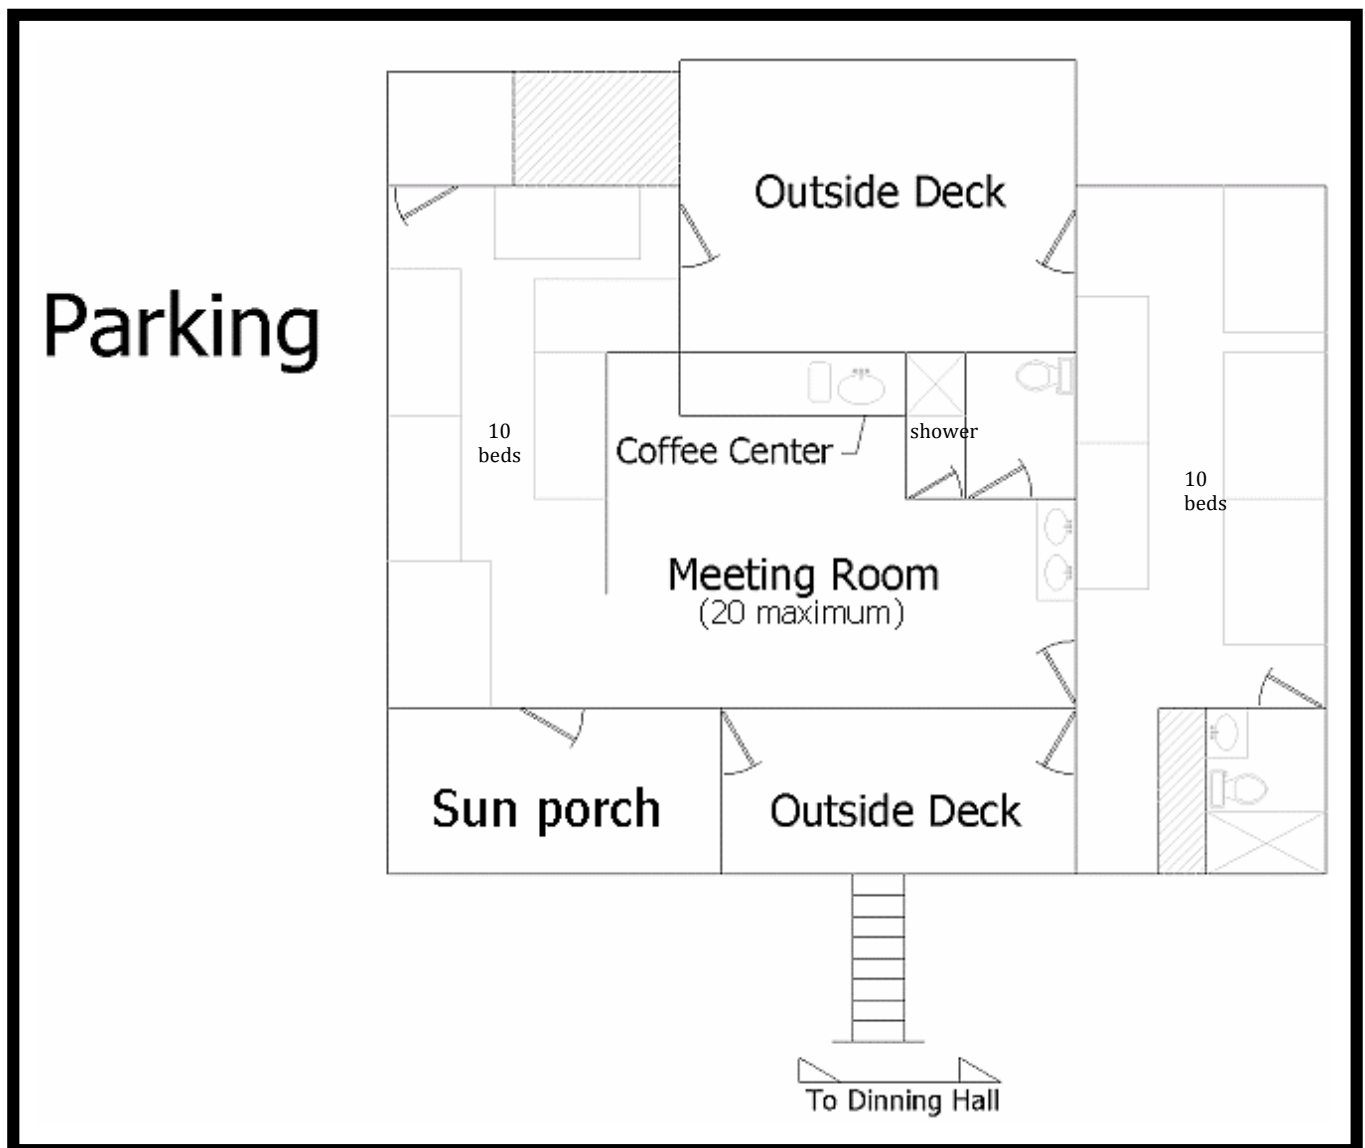 Outside Deck
Parking
10
beds
Coffee Center
shower
10
beds
Meeting Room
(20 maximum)
Sun porch
Outside Deck
To Dinning Hall